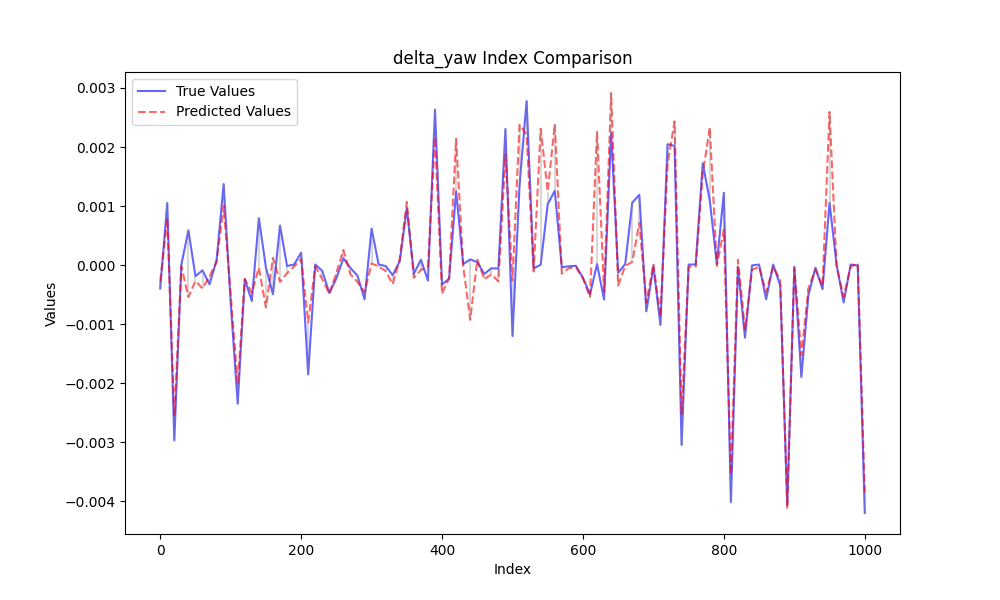 delta_yaw Index Comparison
True Values
Predicted Values
0.003
0.002
0.001
0.000
−0.001
−0.002
−0.003
−0.004
Values
0 200 400 600 800 1000
Index